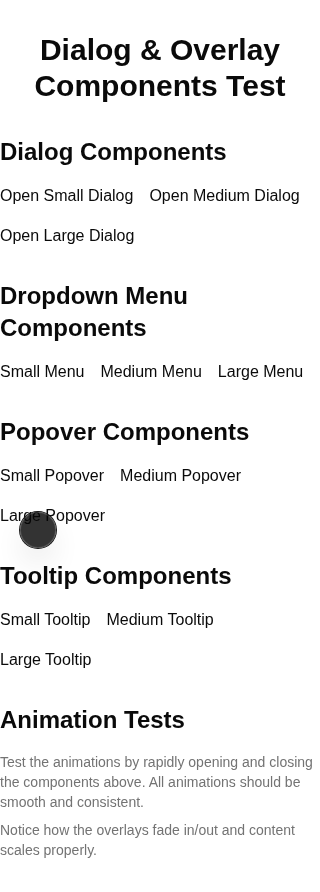 Dialog & Overlay
Components Test
Dialog Components
Open Small Dialog Open Medium Dialog
Open Large Dialog
Dropdown Menu
Components
Small Menu Medium Menu Large Menu
Popover Components
Small Popover Medium Popover
Large Popover
Tooltip Components
Small Tooltip Medium Tooltip
Large Tooltip
Animation Tests
Test the animations by rapidly opening and closing
the components above. All animations should be
smooth and consistent.
Notice how the overlays fade in/out and content
scales properly.